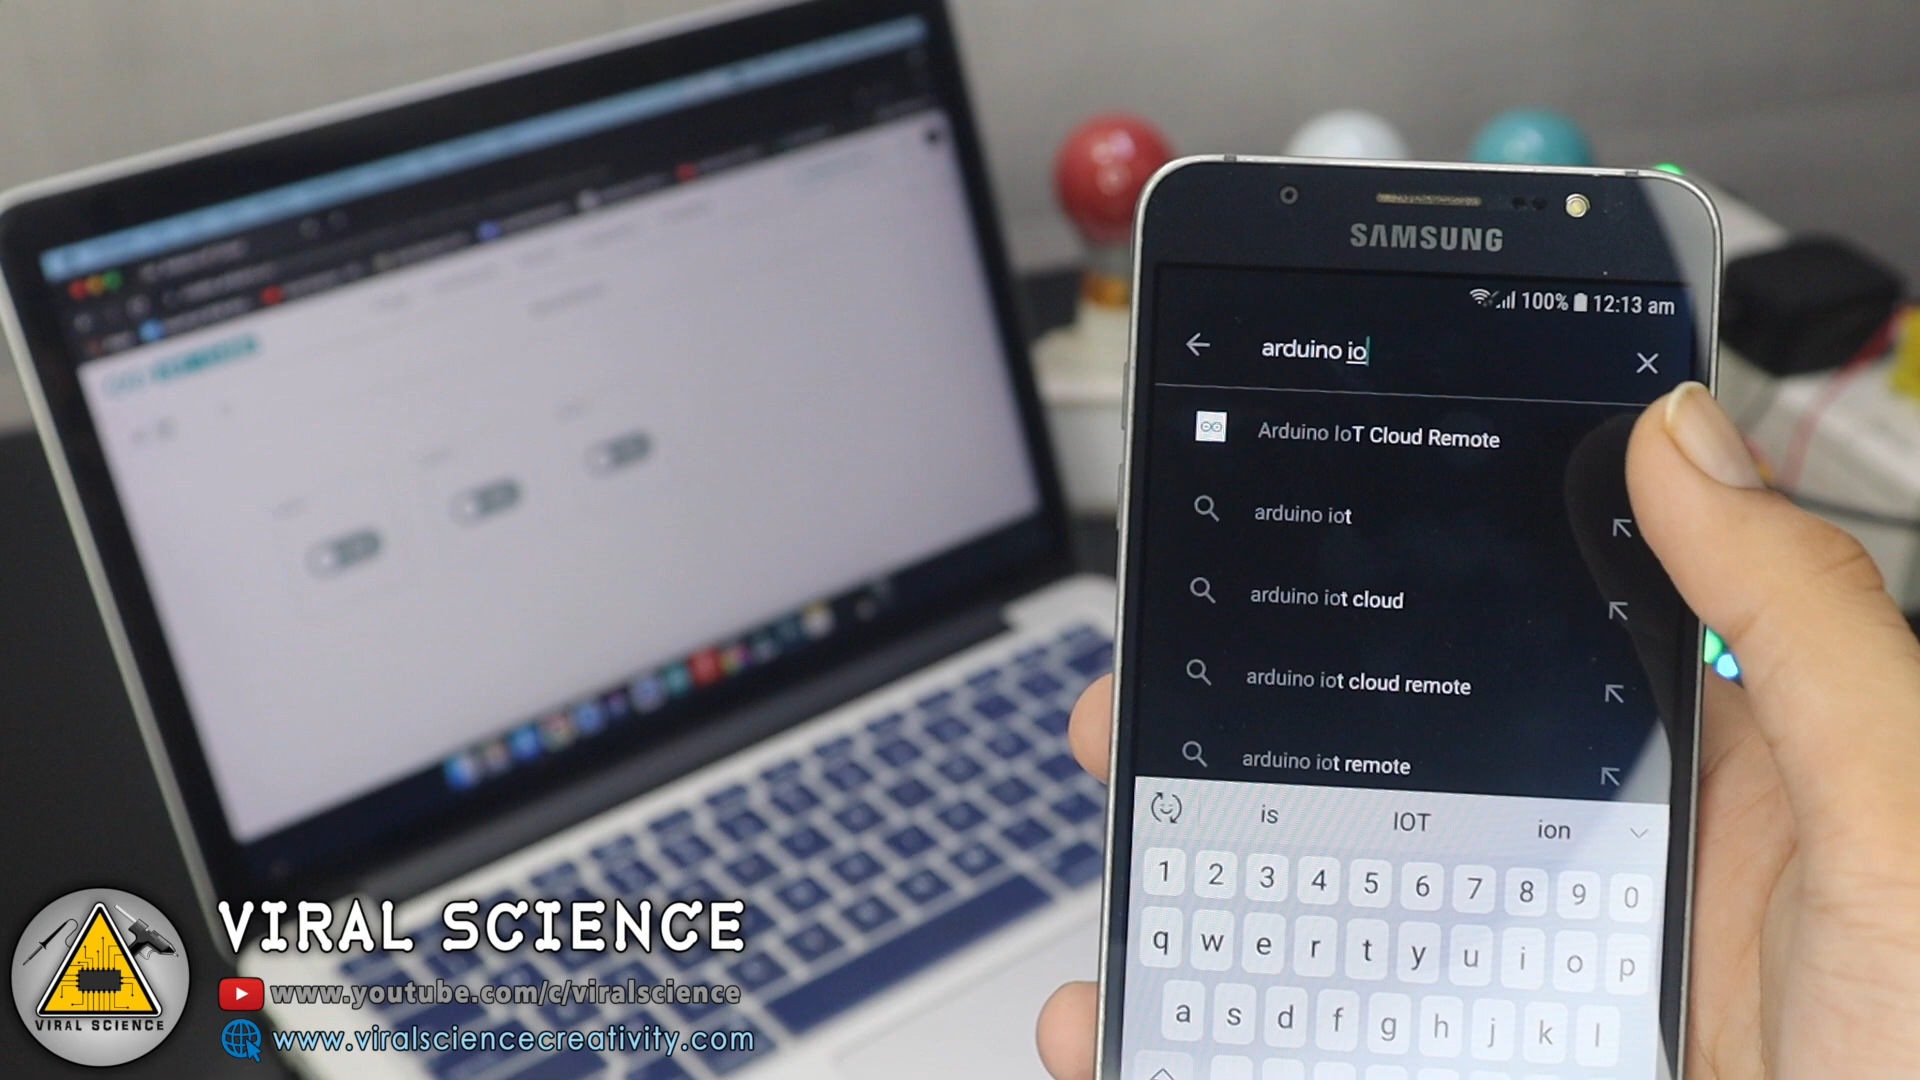 SAMSUNG
100% 12:13 am
arduino io
Arduino IoT Cloud Remote
arduino iot
arduino iot cloud
arduino iot cloud remote
arduino iot remote
is IOT ion
1 2 3 4 5 6 7 8 9 0
q w e r t y u i o p
a s d f g h j k l
VIRAL SCIENCE
www.youtube.com/c/viralscience
www.viralsciencecreativity.com
VIRAL SCIENCE